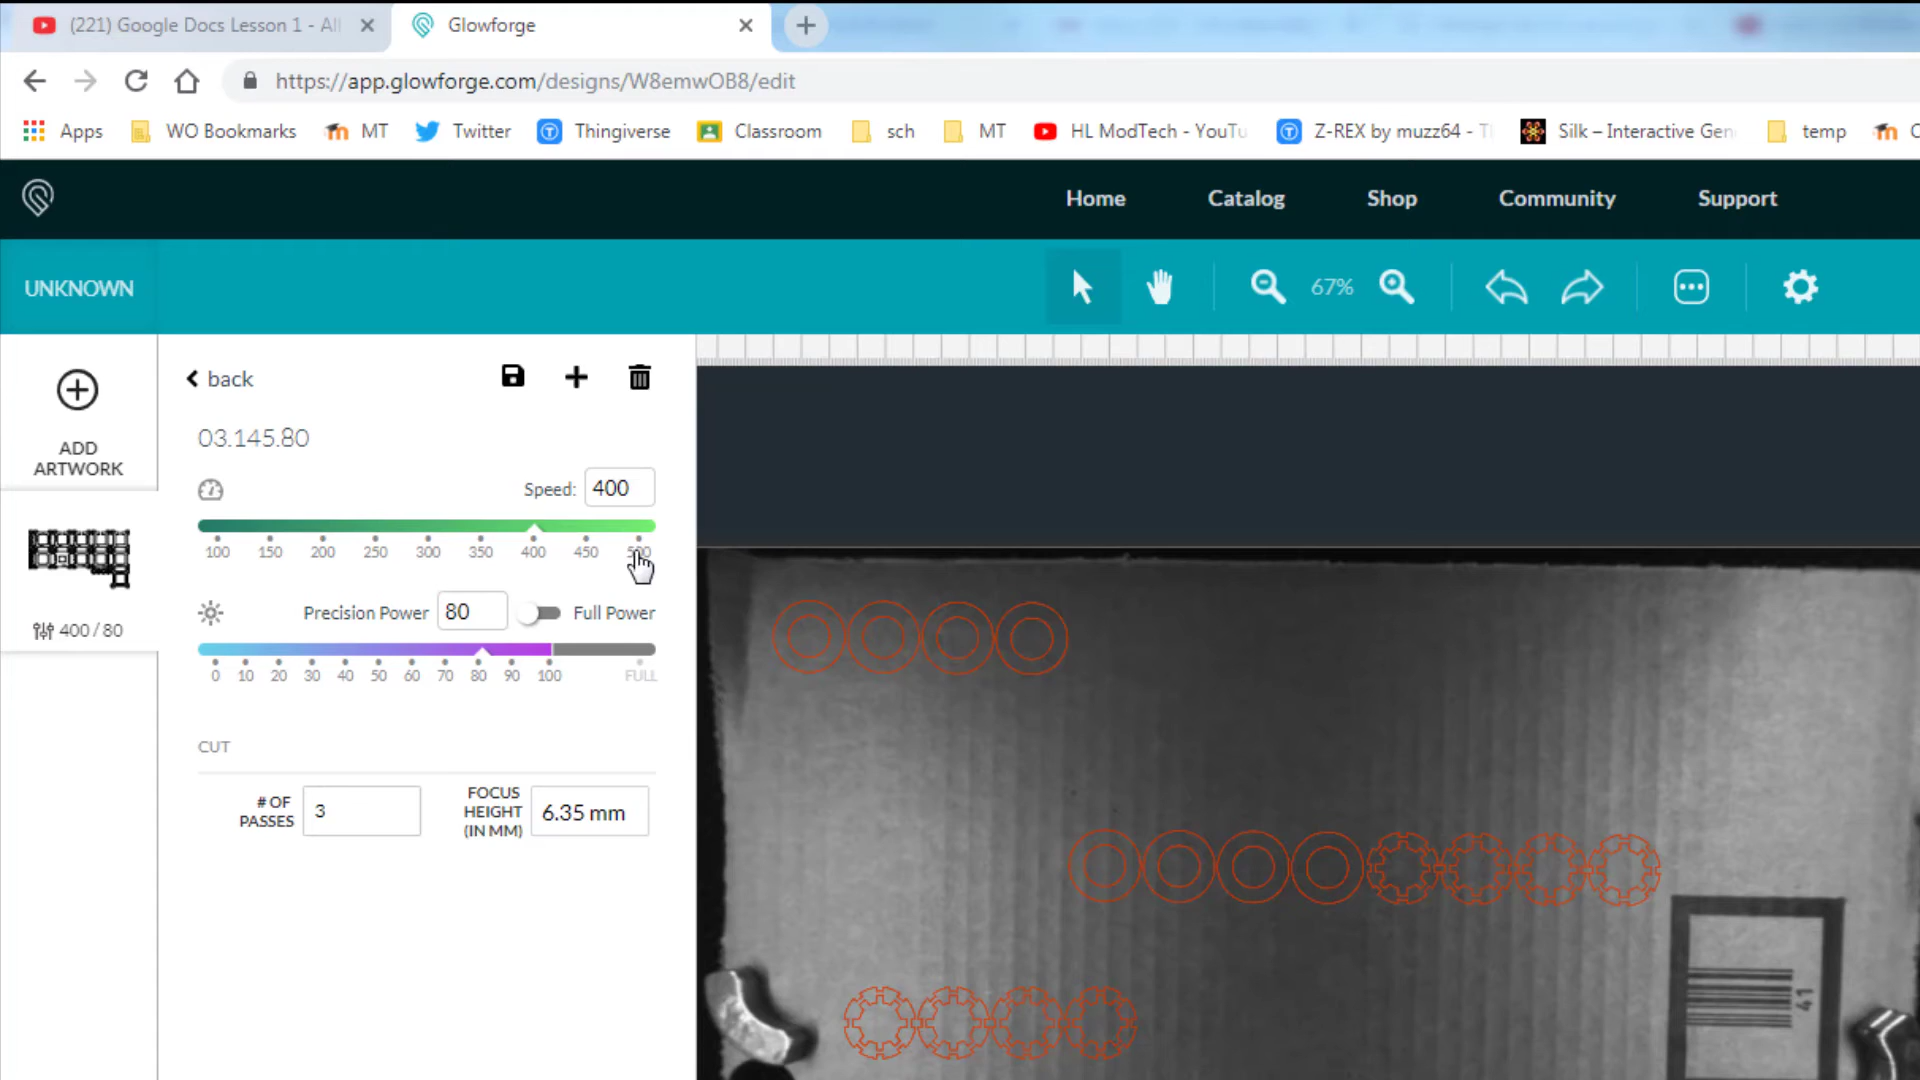 (221) Google Docs Lesson 1 - Al
Glowforge
https://app.glowforge.com/designs/W8emwOB8/edit
Apps
WO Bookmarks
MT
Twitter
Thingiverse
Classroom
sch
MT
HL ModTech - YouTu
Z-REX by muzz64 - T
Silk – Interactive Gen
temp
Home
Catalog
Shop
Community
Support
UNKNOWN
67%
ADD
ARTWORK
400 / 80
back
03.145.80
Speed: 400
100 150 200 250 300 350 400 450 500
Precision Power 80 Full Power
0 10 20 30 40 50 60 70 80 90 100 FULL
CUT
# OF
PASSES
3
FOCUS
HEIGHT
(IN MM)
6.35 mm
41